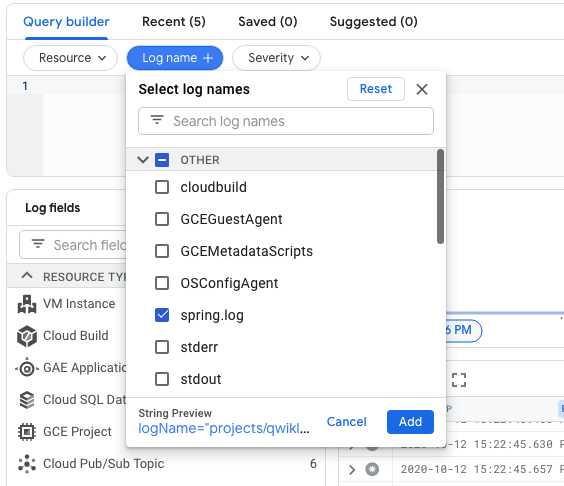 Query builder
Recent (5)
Saved (0)
Suggested (0)
Resource
Log name
Severity
1
Select log names
Reset
Search log names
OTHER
cloudbuild
GCEGuestAgent
GCEMetadataScripts
OSConfigAgent
spring.log
stderr
stdout
String Preview
logName="projects/qwikl...
Cancel
Add
Log fields
Search field
RESOURCE TYP
VM Instance
Cloud Build
GAE Applicatio
Cloud SQL Dat
GCE Project
Cloud Pub/Sub Topic
6
6 PM
P
2020-10-12 15:22:45.630 P
2020-10-12 15:22:45.657 P